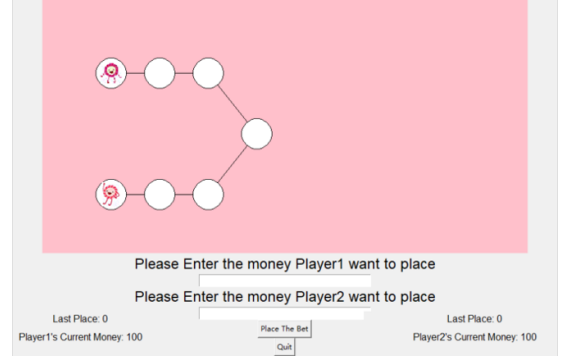 Please Enter the money Player1 want to place
Please Enter the money Player2 want to place
Last Place: 0
Place The Bet
Last Place: 0
Player1's Current Money: 100
Player2's Current Money: 100
Quit